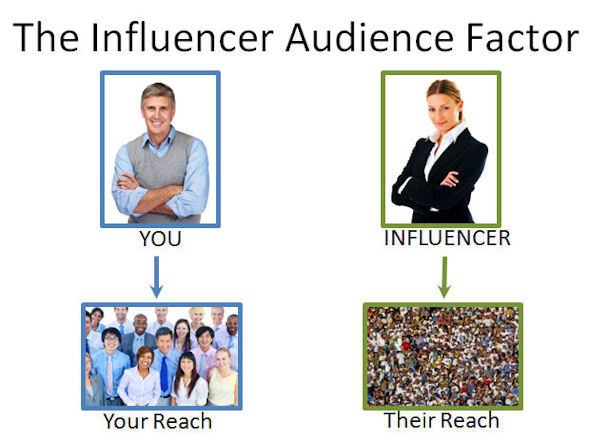 The Influencer Audience Factor
YOU
INFLUENCER
Your Reach
Their Reach